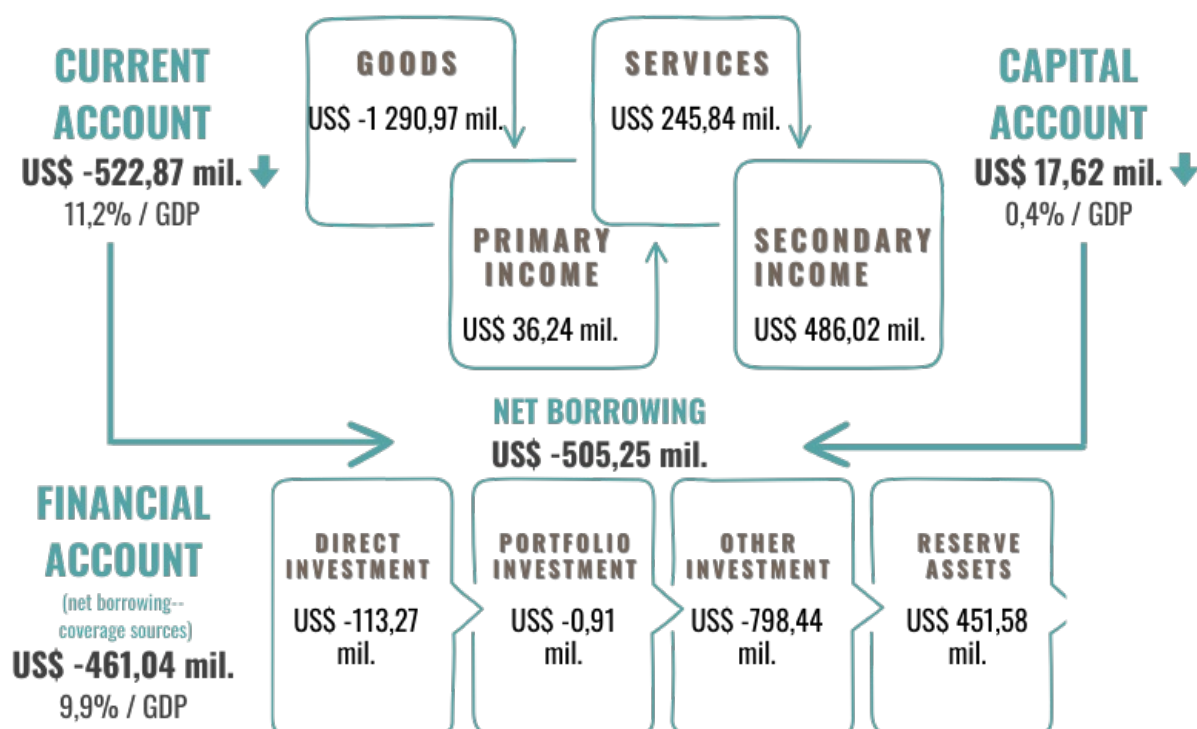 CURRENT
ACCOUNT
US$ -522,87 mil.
11,2% / GDP
GOODS
US$ -1 290,97 mil.
SERVICES
US$ 245,84 mil.
CAPITAL
ACCOUNT
US$ 17,62 mil.
0,4% / GDP
PRIMARY
INCOME
US$ 36,24 mil.
SECONDARY
INCOME
US$ 486,02 mil.
NET BORROWING
US$ -505,25 mil.
FINANCIAL
ACCOUNT
(net borrowing--
coverage sources)
US$ -461,04 mil.
9,9% / GDP
DIRECT
INVESTMENT
US$ -113,27
mil.
PORTFOLIO
INVESTMENT
US$ -0,91
mil.
OTHER
INVESTMENT
US$ -798,44
mil.
RESERVE
ASSETS
US$ 451,58
mil.